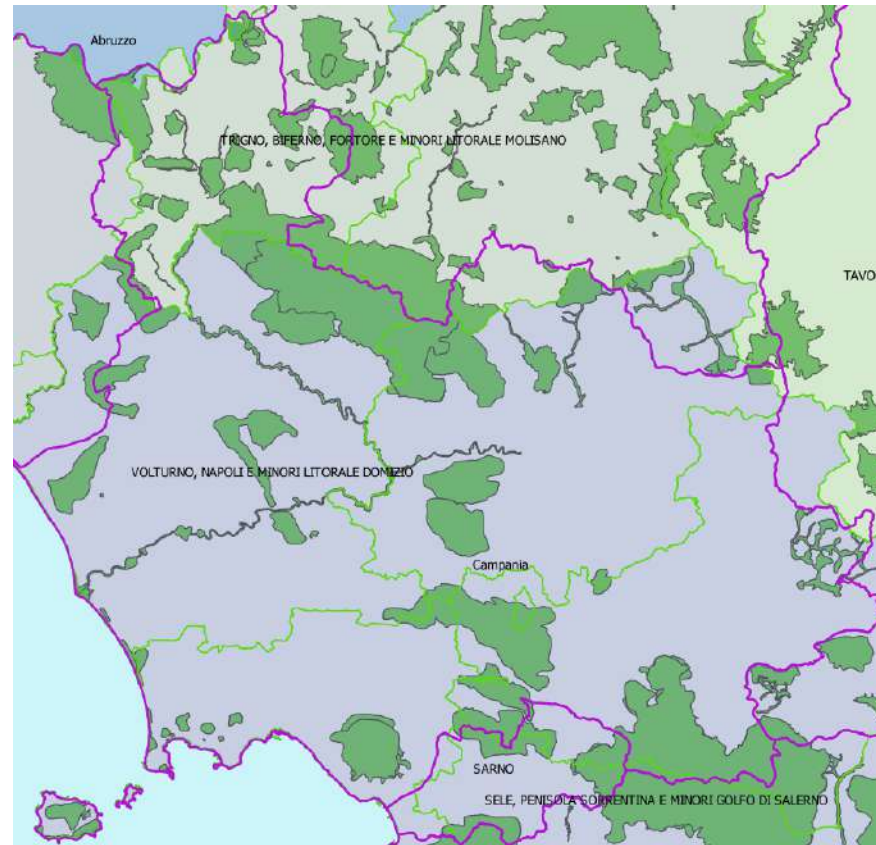 Abruzzo
TRIGNO, BIFERNO, FORTORE E MINORI LITORALE MOLISANO
TAVO
VOLTURNO, NAPOLI E MINORI LITORALE DOMIZIO
Campania
SARNO
SELE, PENISOLA SORRENTINA E MINORI GOLFO DI SALERNO